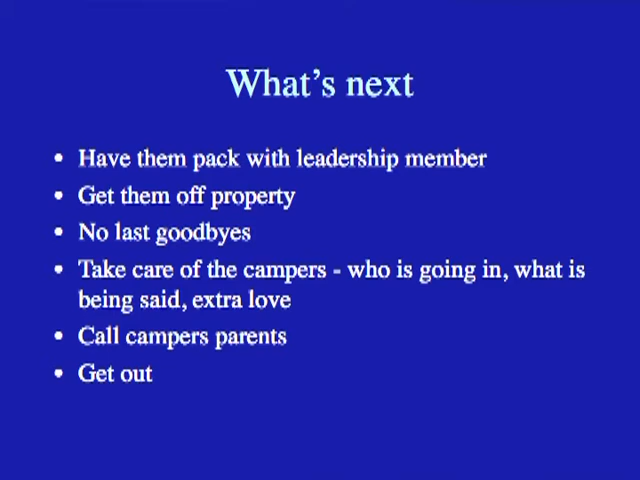 What's next
• Have them pack with leadership member
• Get them off property
• No last goodbyes
• Take care of the campers - who is going in, what is
being said, extra love
• Call campers parents
• Get out